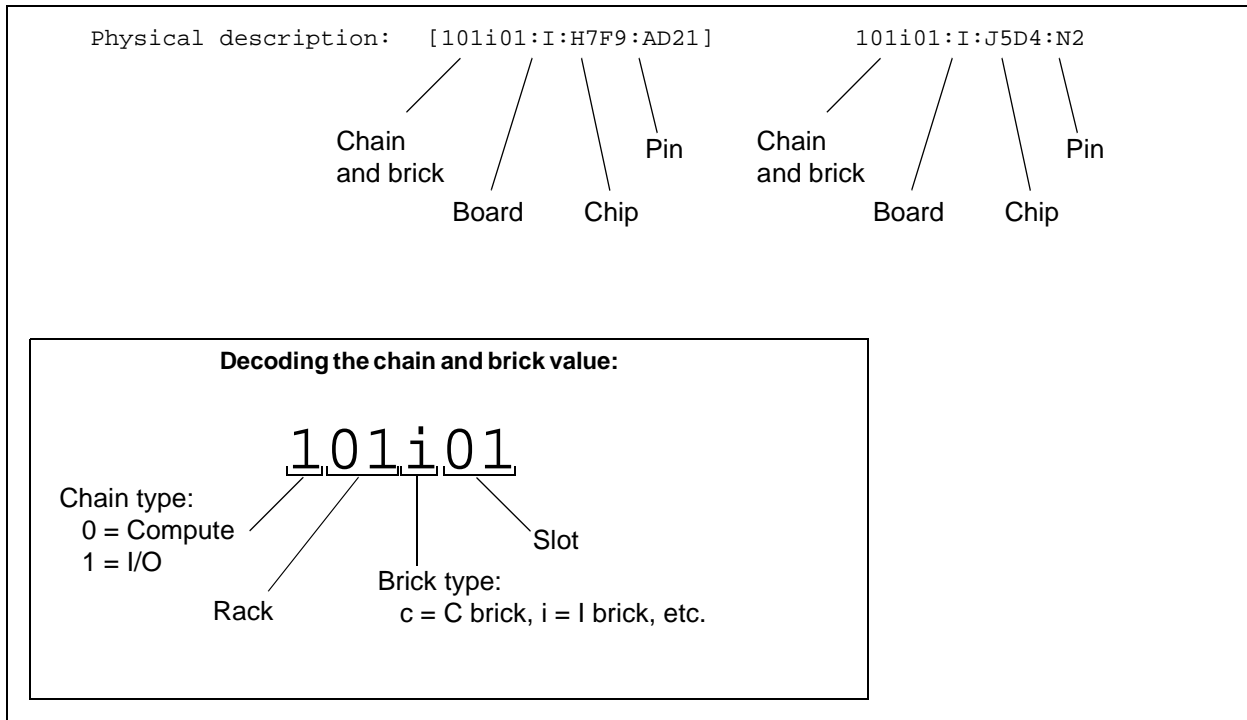 Physical description: [101i01:I:H7F9:AD21] 101i01:I:J5D4:N2
Chain and brick
Board
Chip
Pin
Chain and brick
Board
Chip
Pin
Decoding the chain and brick value:
101i01
Chain type:
0 = Compute
1 = I/O
Rack
Brick type:
c = C brick, i = I brick, etc.
Slot